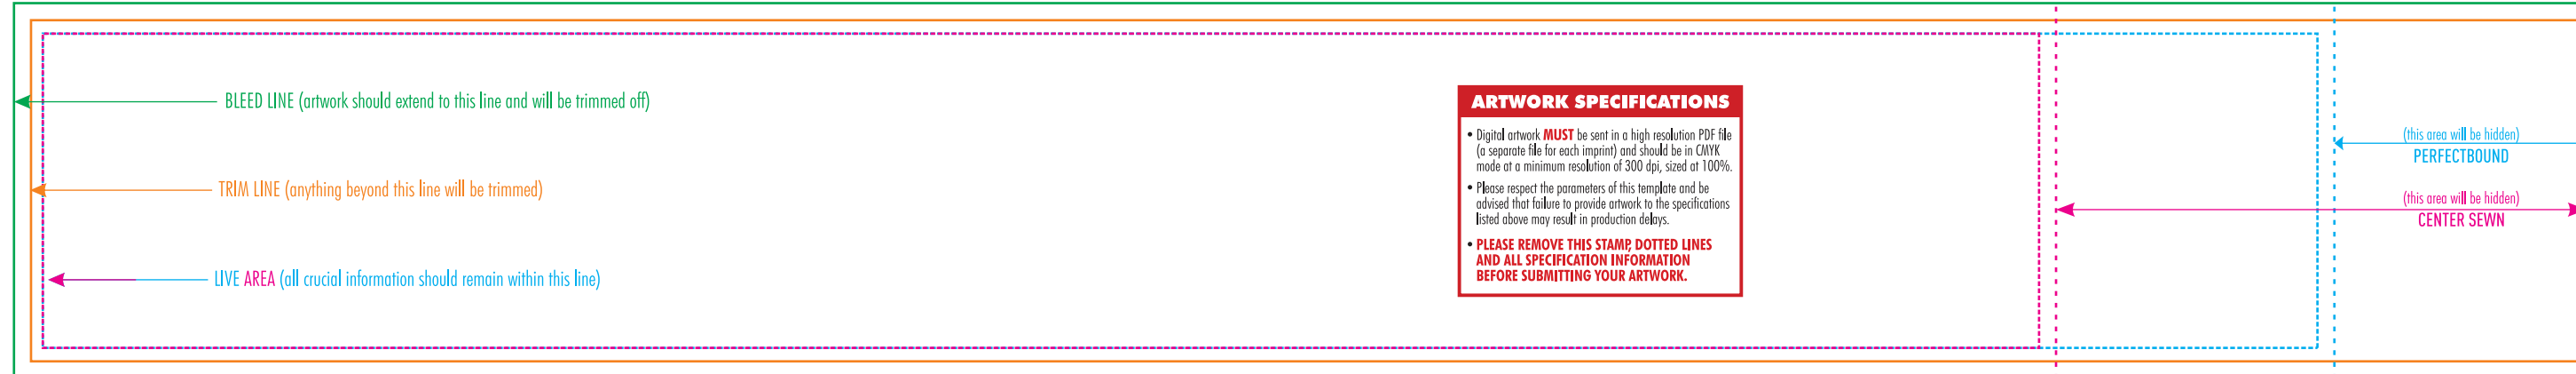 BLEED LINE (artwork should extend to this line and will be trimmed off)
TRIM LINE (anything beyond this line will be trimmed)
LIVE AREA (all crucial information should remain within this line)
ARTWORK SPECIFICATIONS
• Digital artwork MUST be sent in a high resolution PDF file
(a separate file for each imprint) and should be in CMYK
mode at a minimum resolution of 300 dpi, sized at 100%.
• Please respect the parameters of this template and be
advised that failure to provide artwork to the specifications
listed above may result in production delays.
• PLEASE REMOVE THIS STAMP, DOTTED LINES
AND ALL SPECIFICATION INFORMATION
BEFORE SUBMITTING YOUR ARTWORK.
(this area will be hidden)
PERFECTBOUND
(this area will be hidden)
CENTER SEWN